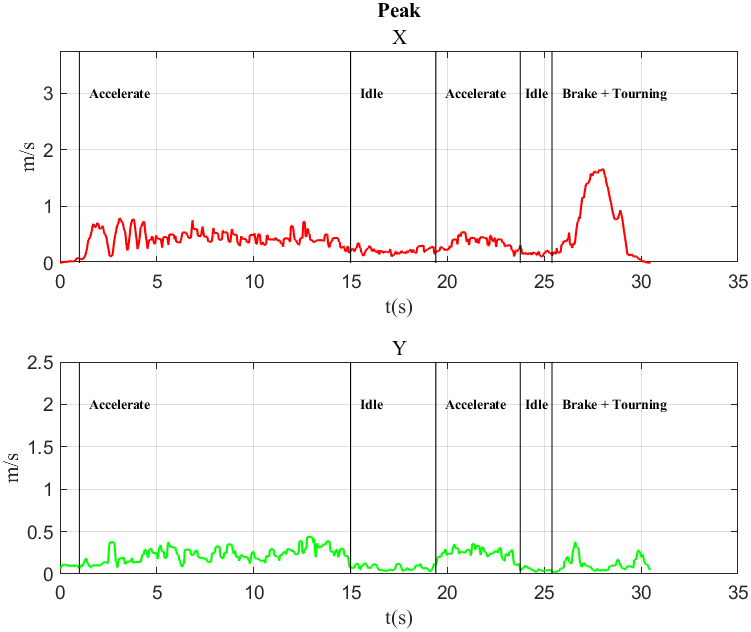 Peak
X
m/s
3
2
1
0
Accelerate Idle Accelerate Idle Brake + Tourning
0 5 10 15 20 25 30 35
t(s)
Y
m/s
2.5
2
1.5
1
0.5
0
Accelerate Idle Accelerate Idle Brake + Tourning
0 5 10 15 20 25 30 35
t(s)